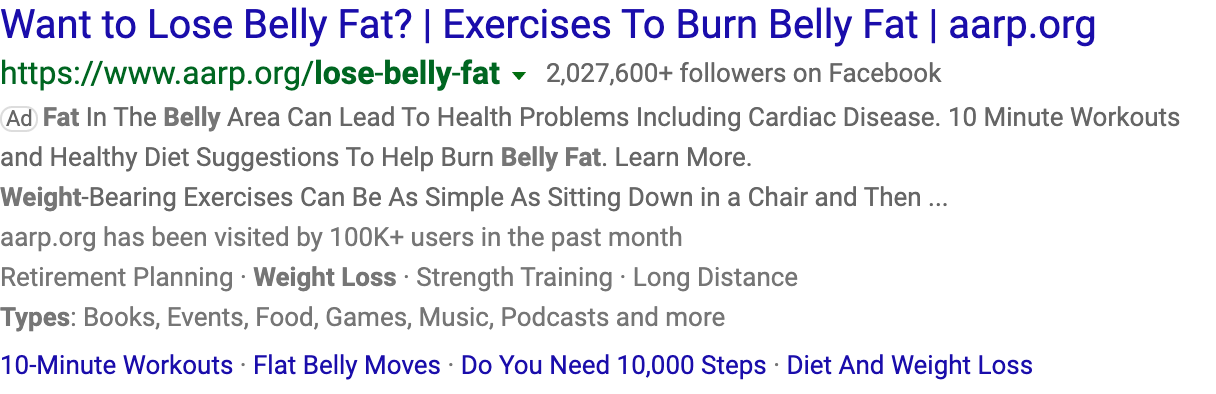 Want to Lose Belly Fat? | Exercises To Burn Belly Fat | aarp.org
https://www.aarp.org/lose-belly-fat ▼ 2,027,600+ followers on Facebook
Ad Fat In The Belly Area Can Lead To Health Problems Including Cardiac Disease. 10 Minute Workouts
and Healthy Diet Suggestions To Help Burn Belly Fat. Learn More.
Weight-Bearing Exercises Can Be As Simple As Sitting Down in a Chair and Then ...
aarp.org has been visited by 100K+ users in the past month
Retirement Planning · Weight Loss · Strength Training · Long Distance
Types: Books, Events, Food, Games, Music, Podcasts and more
10-Minute Workouts · Flat Belly Moves · Do You Need 10,000 Steps · Diet And Weight Loss